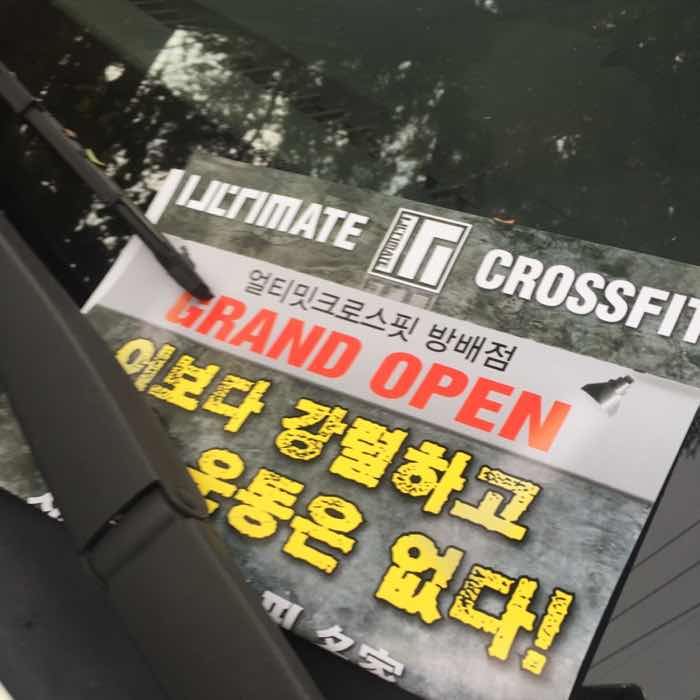 ULTIMATE
ULTIMATE
CROSSFIT
얼티밋크로스핏 방배점
GRAND OPEN
이보다 강렬하고
운동은 없다!